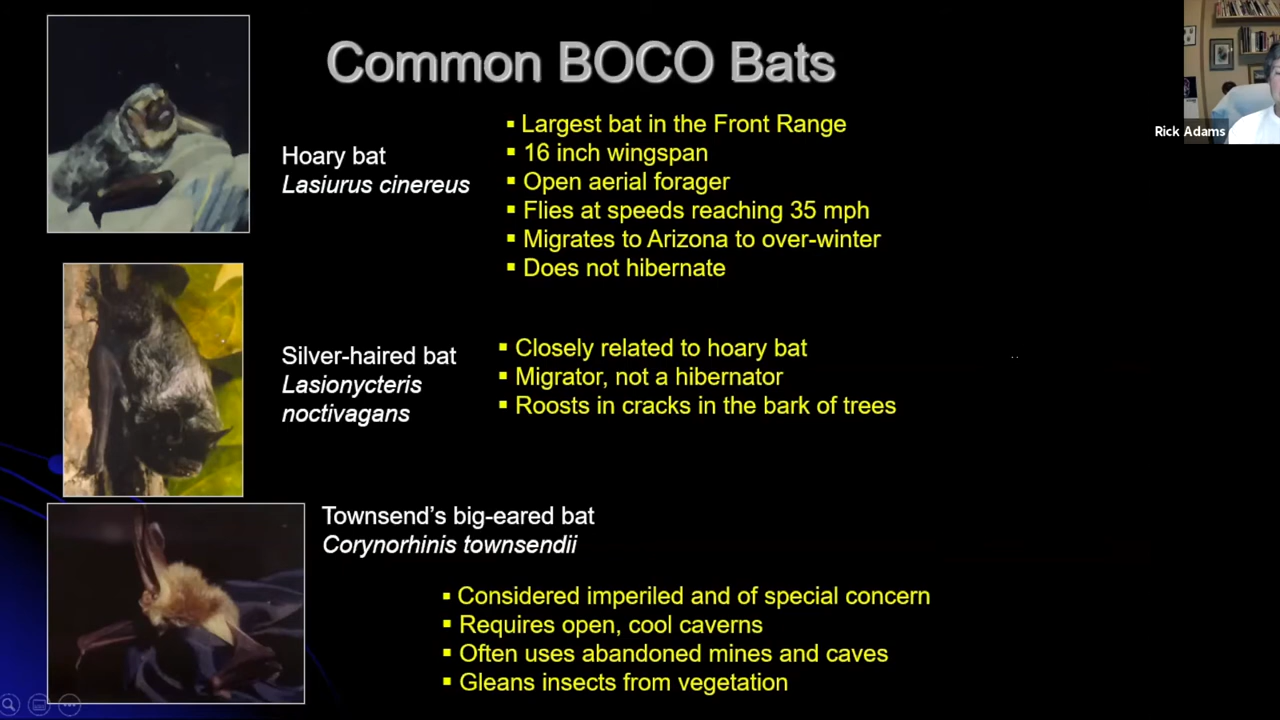 Common BOCO Bats
Rick Adams
Hoary bat
Lasiurus cinereus
▪ Largest bat in the Front Range
▪ 16 inch wingspan
▪ Open aerial forager
▪ Flies at speeds reaching 35 mph
▪ Migrates to Arizona to over-winter
▪ Does not hibernate
Silver-haired bat
Lasionycteris
noctivagans
▪ Closely related to hoary bat
▪ Migrator, not a hibernator
▪ Roosts in cracks in the bark of trees
Townsend’s big-eared bat
Corynorhinis townsendii
▪ Considered imperiled and of special concern
▪ Requires open, cool caverns
▪ Often uses abandoned mines and caves
▪ Gleans insects from vegetation